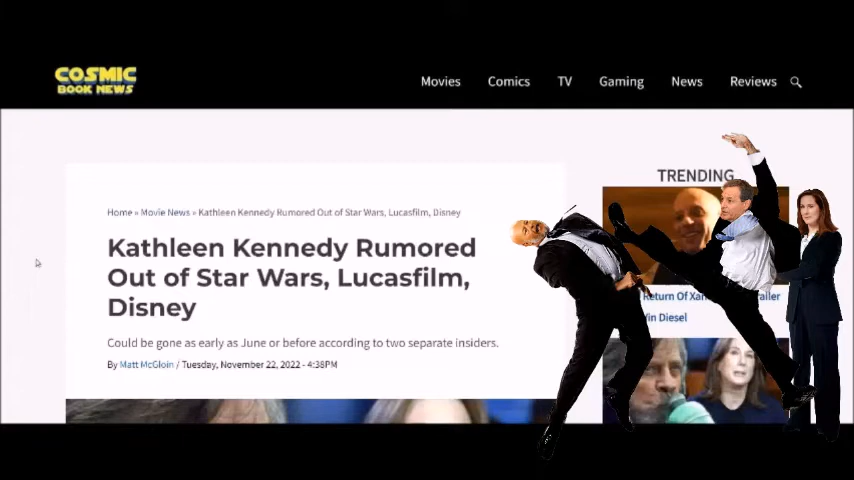 COSMIC
BOOK NEWS
Movies Comics TV Gaming News Reviews
Home » Movie News » Kathleen Kennedy Rumored Out of Star Wars, Lucasfilm, Disney
Kathleen Kennedy Rumored
Out of Star Wars, Lucasfilm,
Disney
Could be gone as early as June or before according to two separate insiders.
By Matt McGloin / Tuesday, November 22, 2022 - 4:38PM
TRENDING
Return Of
Vin Diesel